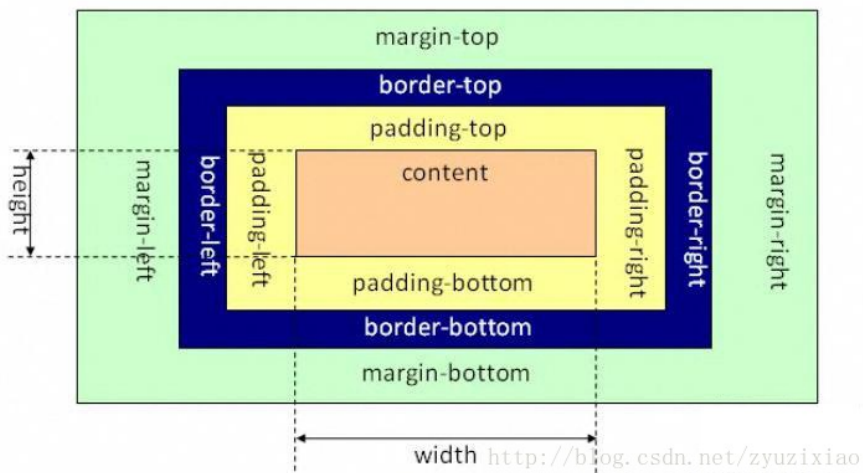 margin-top
border-top
padding-top
content
height
margin-left
border-left
padding-left
padding-right
border-right
margin-right
padding-bottom
border-bottom
margin-bottom
width
http://blog.csdn.net/zyuzixiao